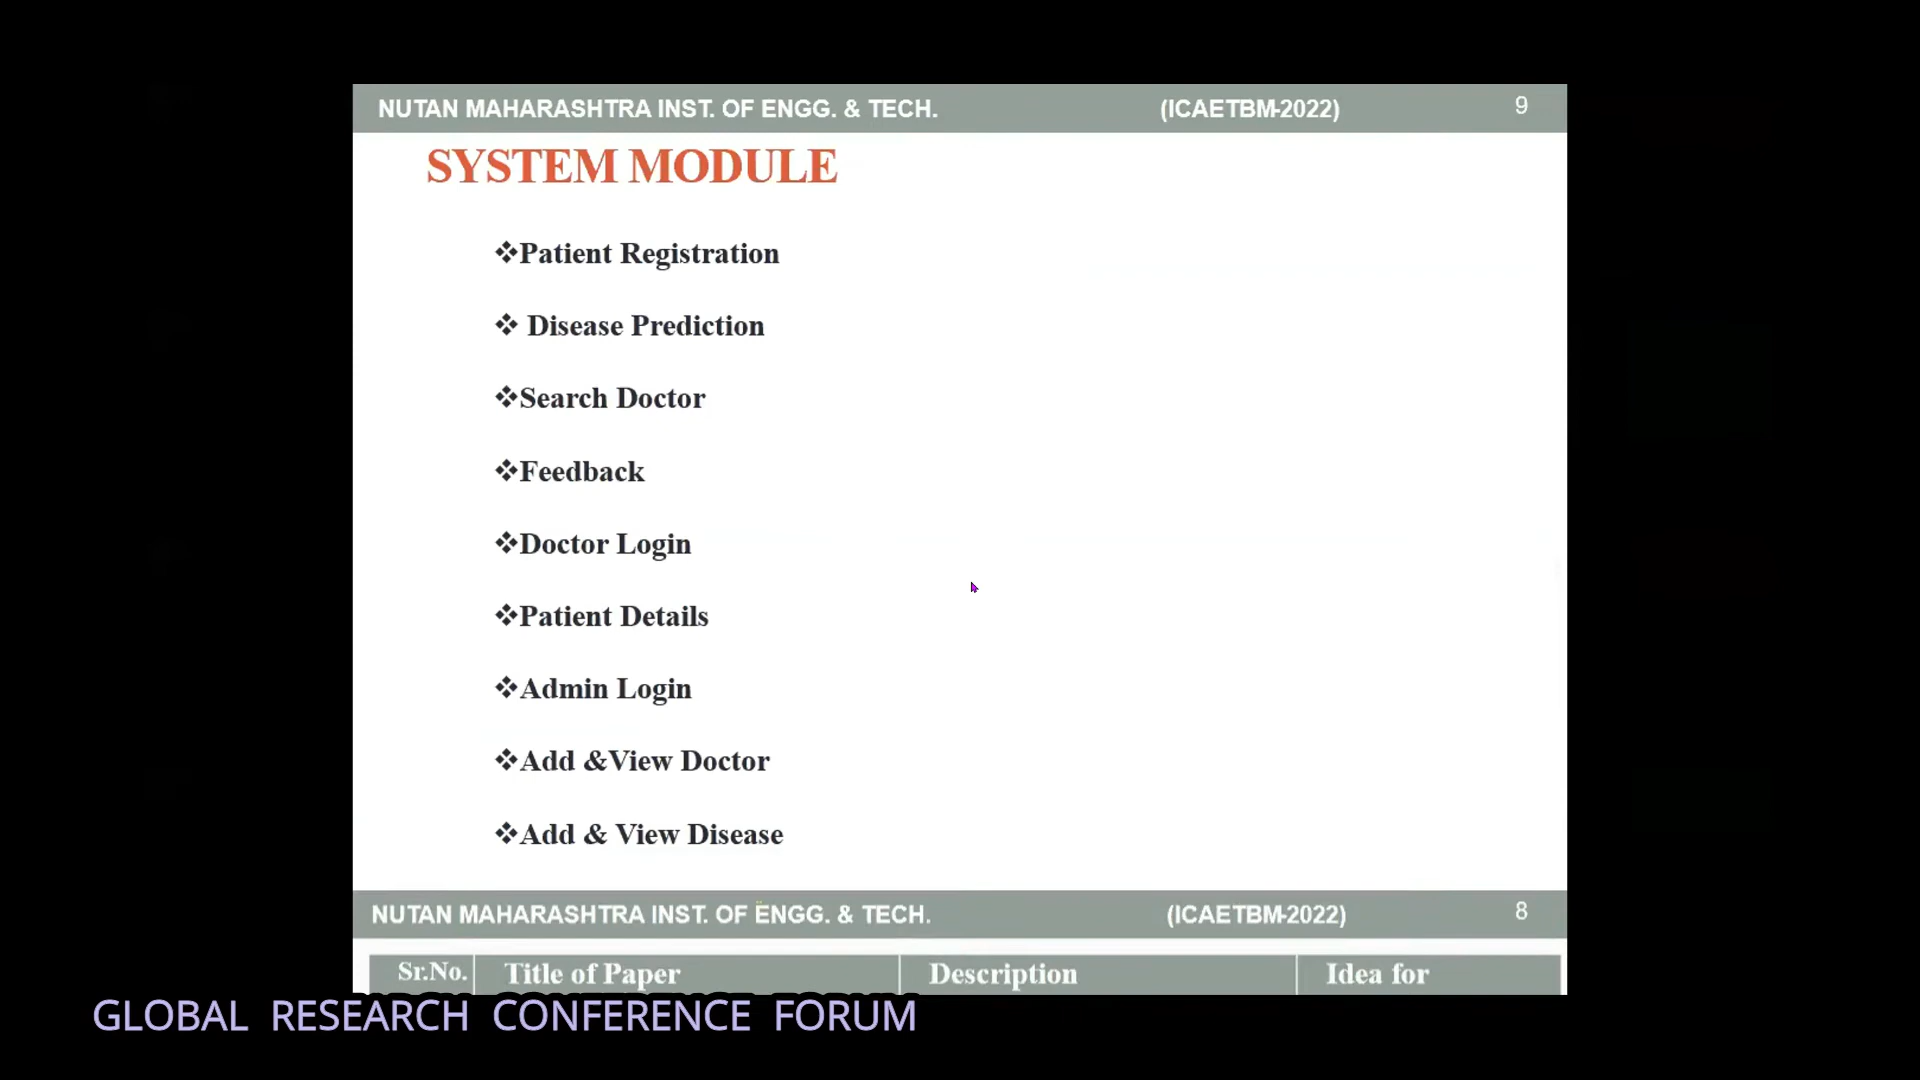 NUTAN MAHARASHTRA INST. OF ENGG. & TECH. (ICAETBM-2022) 9
SYSTEM MODULE
❖Patient Registration
❖ Disease Prediction
❖Search Doctor
❖Feedback
❖Doctor Login
❖Patient Details
❖Admin Login
❖Add &View Doctor
❖Add & View Disease
NUTAN MAHARASHTRA INST. OF ENGG. & TECH. (ICAETBM-2022) 8
Sr.No. Title of Paper Description Idea for
GLOBAL RESEARCH CONFERENCE FORUM